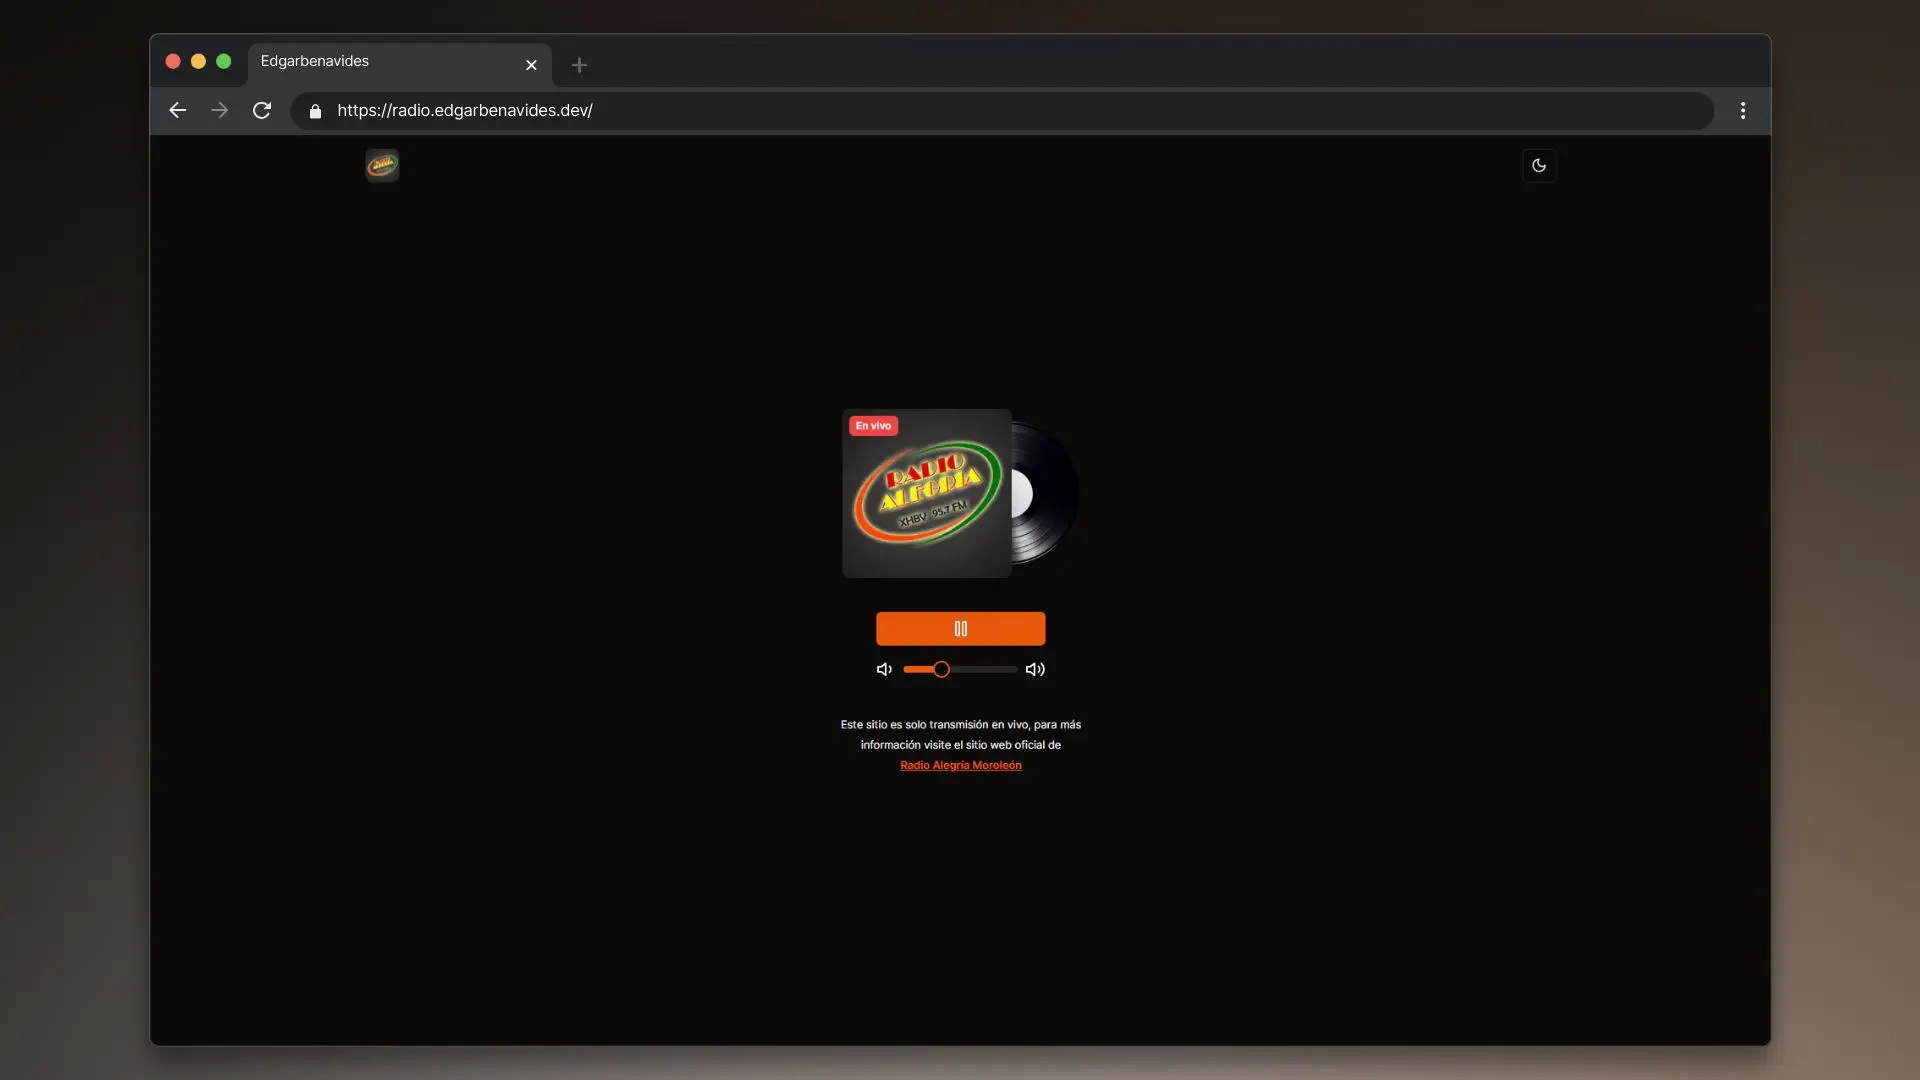 Edgarbenavides
https://radio.edgarbenavides.dev/
En vivo
RADIO
ALEGRIA
XHBV 95.7 FM
Este sitio es solo transmisión en vivo, para más
información visite el sitio web oficial de
Radio Alegría Moroleón